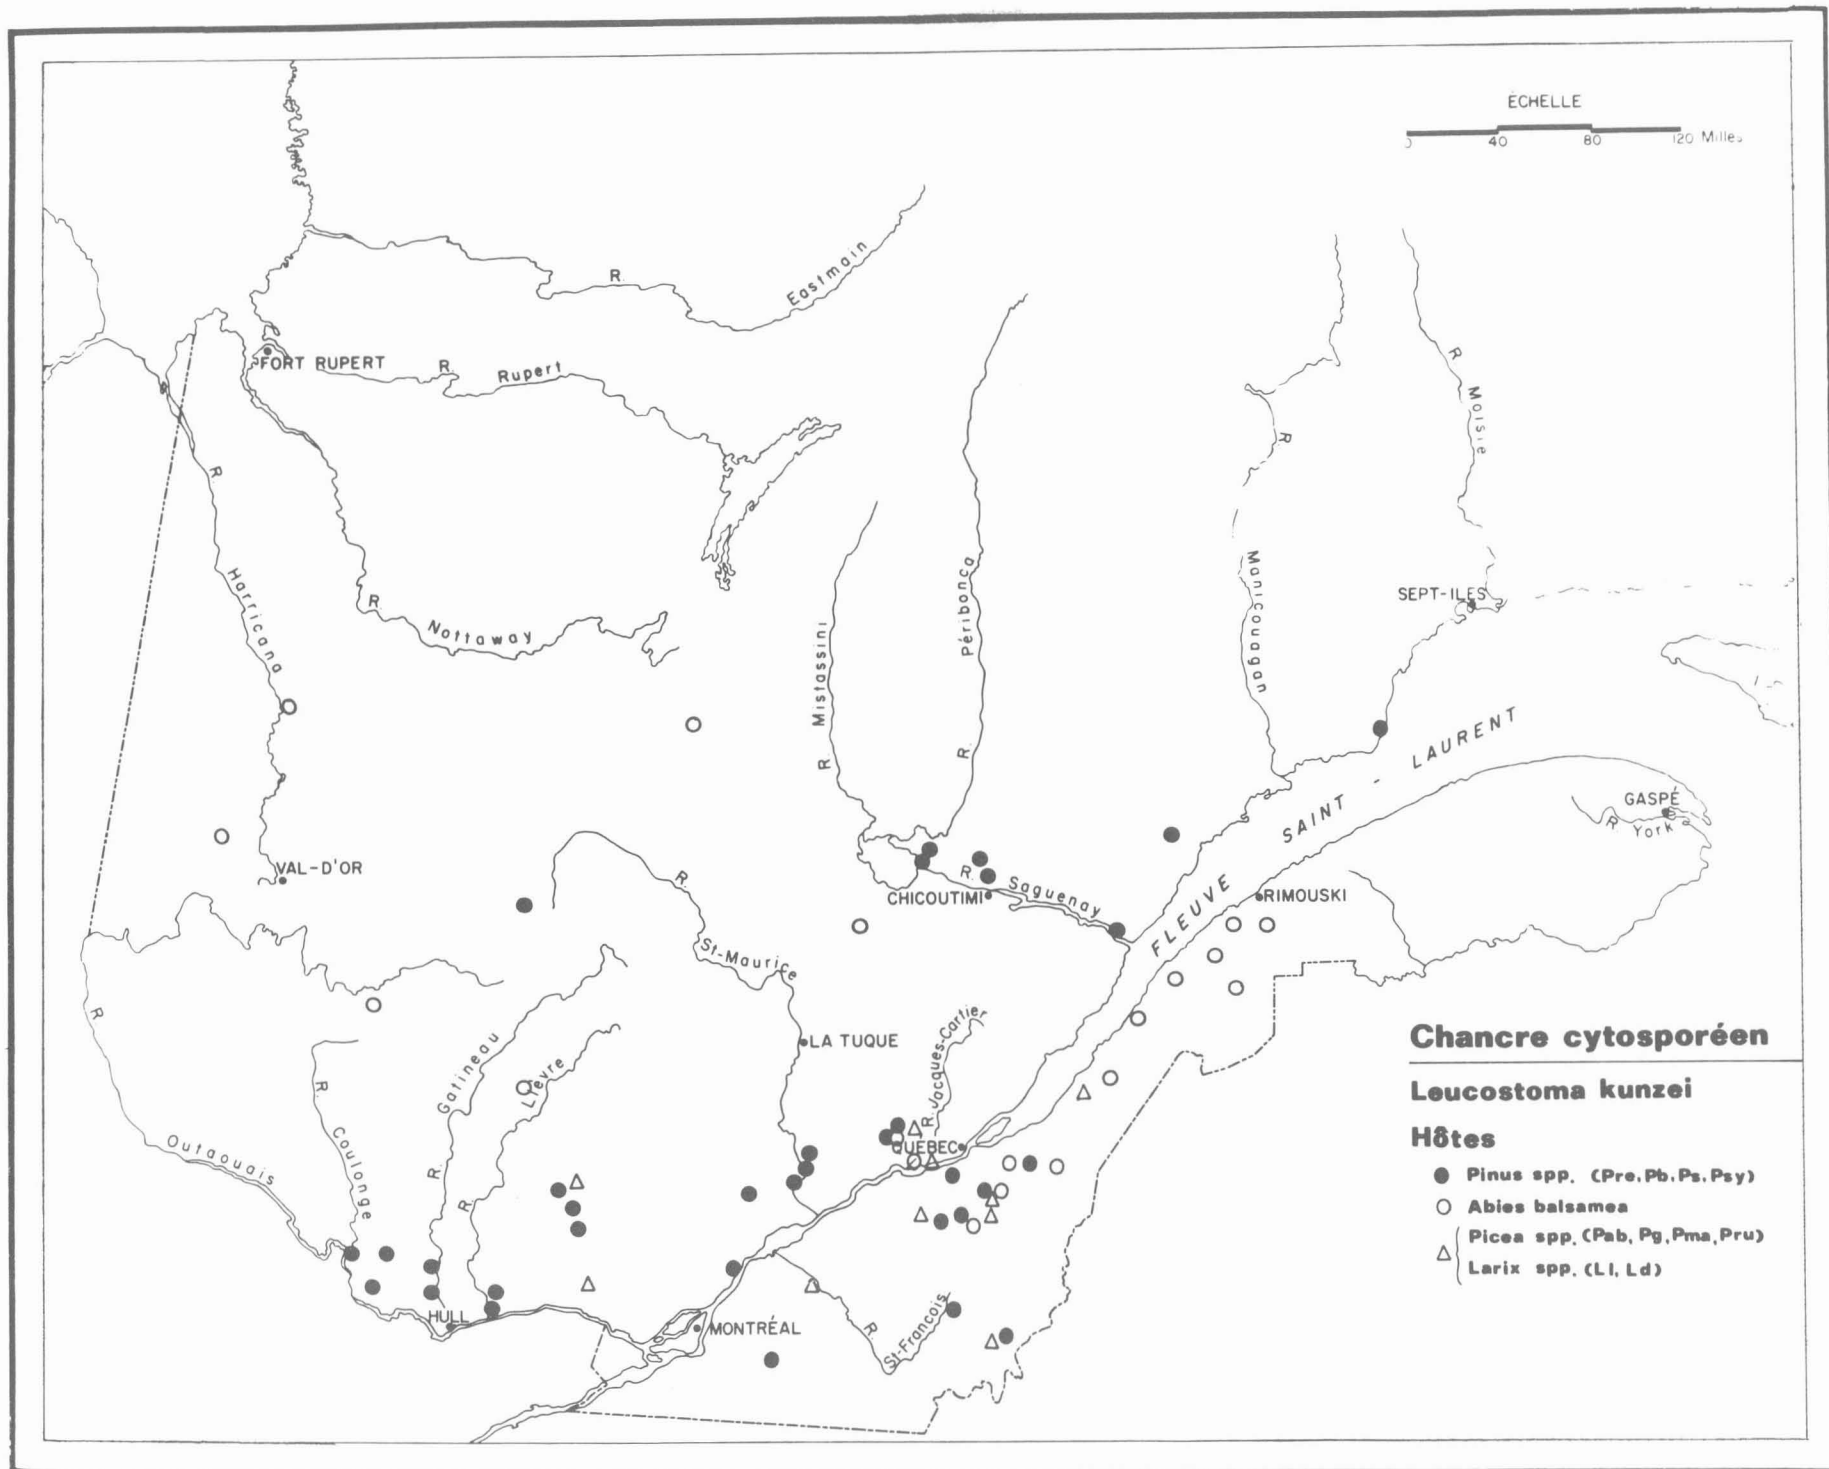 ÉCHELLE
0 40 80 120 Milles
R. Eastmain
FORT RUPERT
R. Rupert
R. Moisie
R. Harricana
R. Nottaway
R. Manicouagan
SEPT-ILES
R. Mistassini
R. Péribonca
FLEUVE SAINT - LAURENT
GASPÉ
R. York
VAL-D'OR
CHICOUTIMI
R. Saguenay
RIMOUSKI
R. St-Maurice
LA TUQUE
R. Jacques-Cartier
R. Outaouais
R. Coulonge
R. Gatineau
R. Lièvre
QUÉBEC
HULL
MONTRÉAL
R. St-François
Chancre cytosporéen
Leucostoma kunzei
Hôtes
Pinus spp. (Pre, Pb, Ps, Psy)
Abies balsamea
Picea spp. (Pab, Pg, Pma, Pru)
Larix spp. (Ll, Ld)